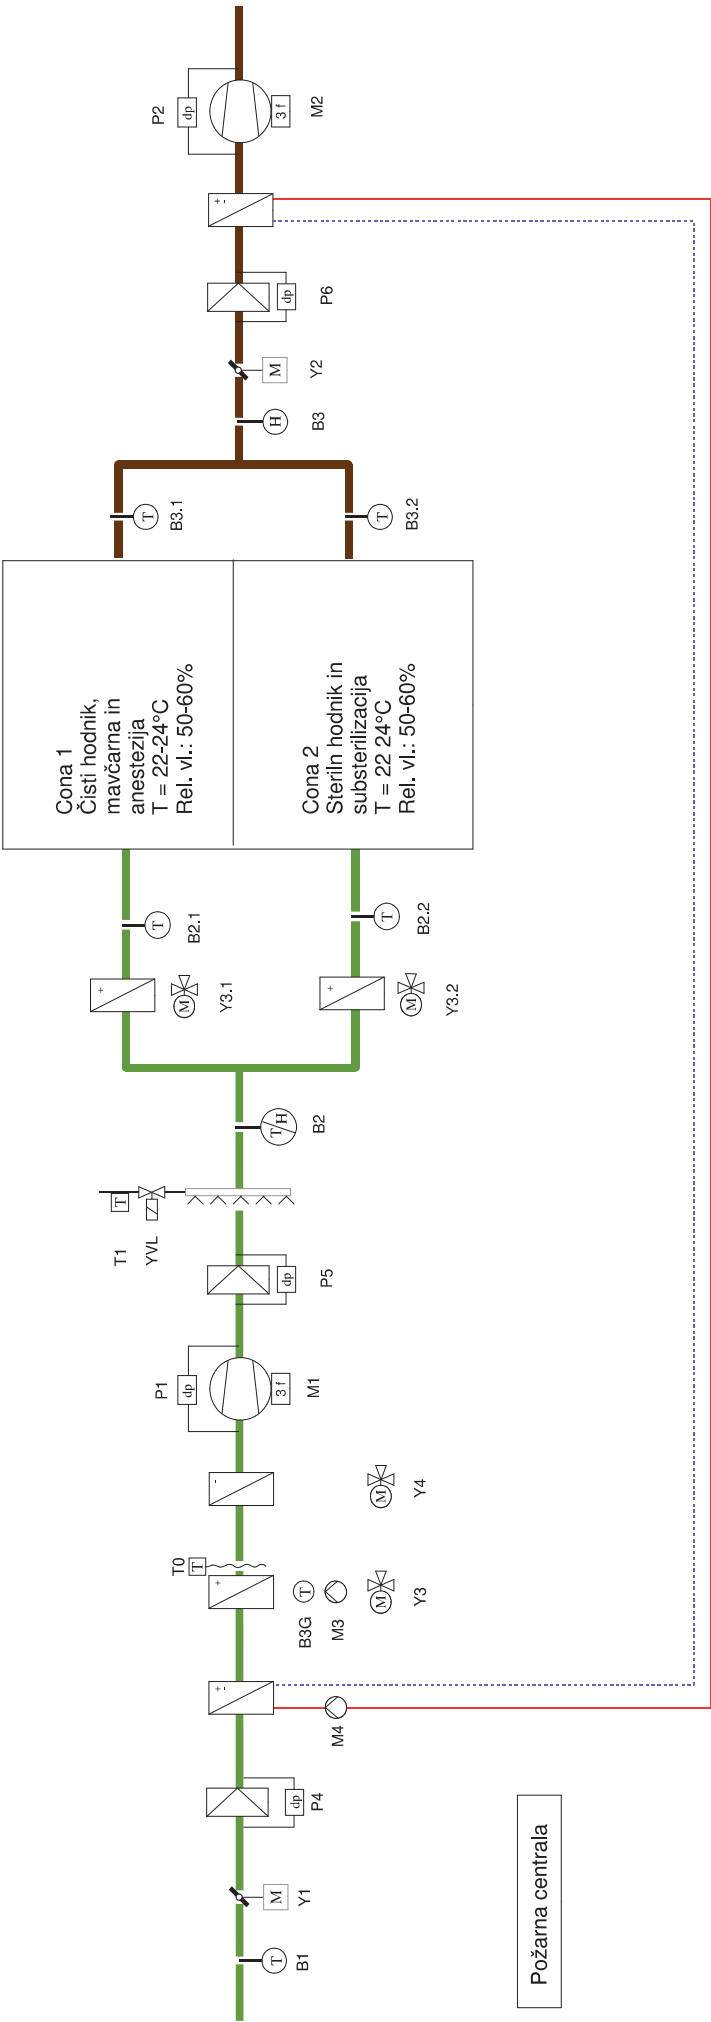 B1
T
Y1
M
P4
dp
M4
+
-
B3G
T
M3
Y3
M
+
T0
T
Y4
M
-
P1
dp
3 f
M1
P5
dp
T1
T
YVL
B2
T/H
Y3.1
M
+
Y3.2
M
+
B2.1
T
B2.2
T
Cona 1
Čisti hodnik,
mavčarna in
anestezija
T = 22-24°C
Rel. vl.: 50-60%
Cona 2
Steriln hodnik in
substerilizacija
T = 22 24°C
Rel. vl.: 50-60%
B3.1
T
B3.2
T
B3
H
Y2
M
P6
dp
+
-
P2
dp
3 f
M2
Požarna centrala